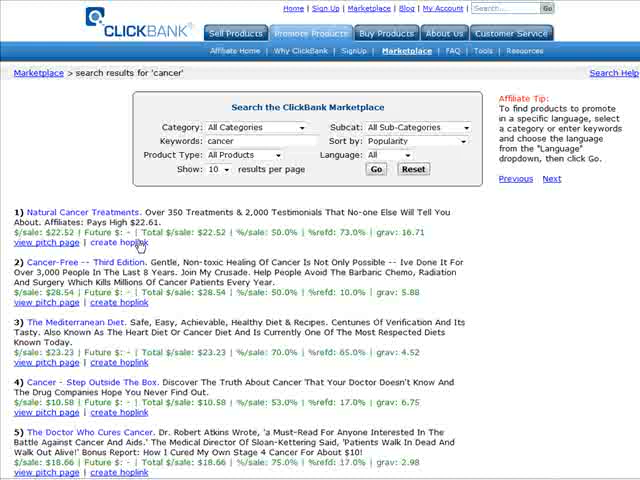 Home | Sign Up | Marketplace | Blog | My Account | Search... Go
CLICKBANK
Sell Products Promote Products Buy Products About Us Customer Service
Affiliate Home | Why ClickBank | SignUp | Marketplace | FAQ | Tools | Resources
Marketplace > search results for 'cancer' Search Help
Search the ClickBank Marketplace
Category: All Categories Subcat: All Sub-Categories
Keywords: cancer Sort by: Popularity
Product Type: All Products Language: All
Show: 10 results per page Go Reset
Affiliate Tip:
To find products to promote
in a specific language, select
a category or enter keywords
and choose the language
from the "Language"
dropdown, then click Go.
Previous Next
1) Natural Cancer Treatments. Over 350 Treatments & 2,000 Testimonials That No-one Else Will Tell You
About. Affiliates: Pays High $22.61.
$/sale: $22.52 | Future $: - | Total $/sale: $22.52 | %/sale: 50.0% | %refd: 73.0% | grav: 16.71
view pitch page | create hoplink
2) Cancer-Free -- Third Edition. Gentle, Non-toxic Healing Of Cancer Is Not Only Possible -- Ive Done It For
Over 3,000 People In The Last 8 Years. Join My Crusade. Help People Avoid The Barbaric Chemo, Radiation
And Surgery Which Kills Millions Of Cancer Patients Every Year.
$/sale: $28.54 | Future $: - | Total $/sale: $28.54 | %/sale: 50.0% | %refd: 10.0% | grav: 5.88
view pitch page | create hoplink
3) The Mediterranean Diet. Safe, Easy, Achievable, Healthy Diet & Recipes. Centunes Of Verification And Its
Tasty. Also Known As The Heart Diet Or Cancer Diet And Is Currently One Of The Most Respected Diets
Known Today.
$/sale: $23.23 | Future $: - | Total $/sale: $23.23 | %/sale: 70.0% | %refd: 65.0% | grav: 4.52
view pitch page | create hoplink
4) Cancer - Step Outside The Box. Discover The Truth About Cancer That Your Doctor Doesn't Know And
The Drug Companies Hope You Never Find Out.
$/sale: $10.58 | Future $: - | Total $/sale: $10.58 | %/sale: 53.0% | %refd: 17.0% | grav: 6.75
view pitch page | create hoplink
5) The Doctor Who Cures Cancer. Dr. Robert Atkins Wrote, 'a Must-Read For Anyone Interested In The
Battle Against Cancer And Aids.' The Medical Director Of Sloan-Kettering Said, 'Patients Walk In Dead And
Walk Out Alive!' Bonus Report: How I Cured My Own Stage 4 Cancer For About $10!
$/sale: $18.66 | Future $: - | Total $/sale: $18.66 | %/sale: 75.0% | %refd: 17.0% | grav: 2.98
view pitch page | create hoplink